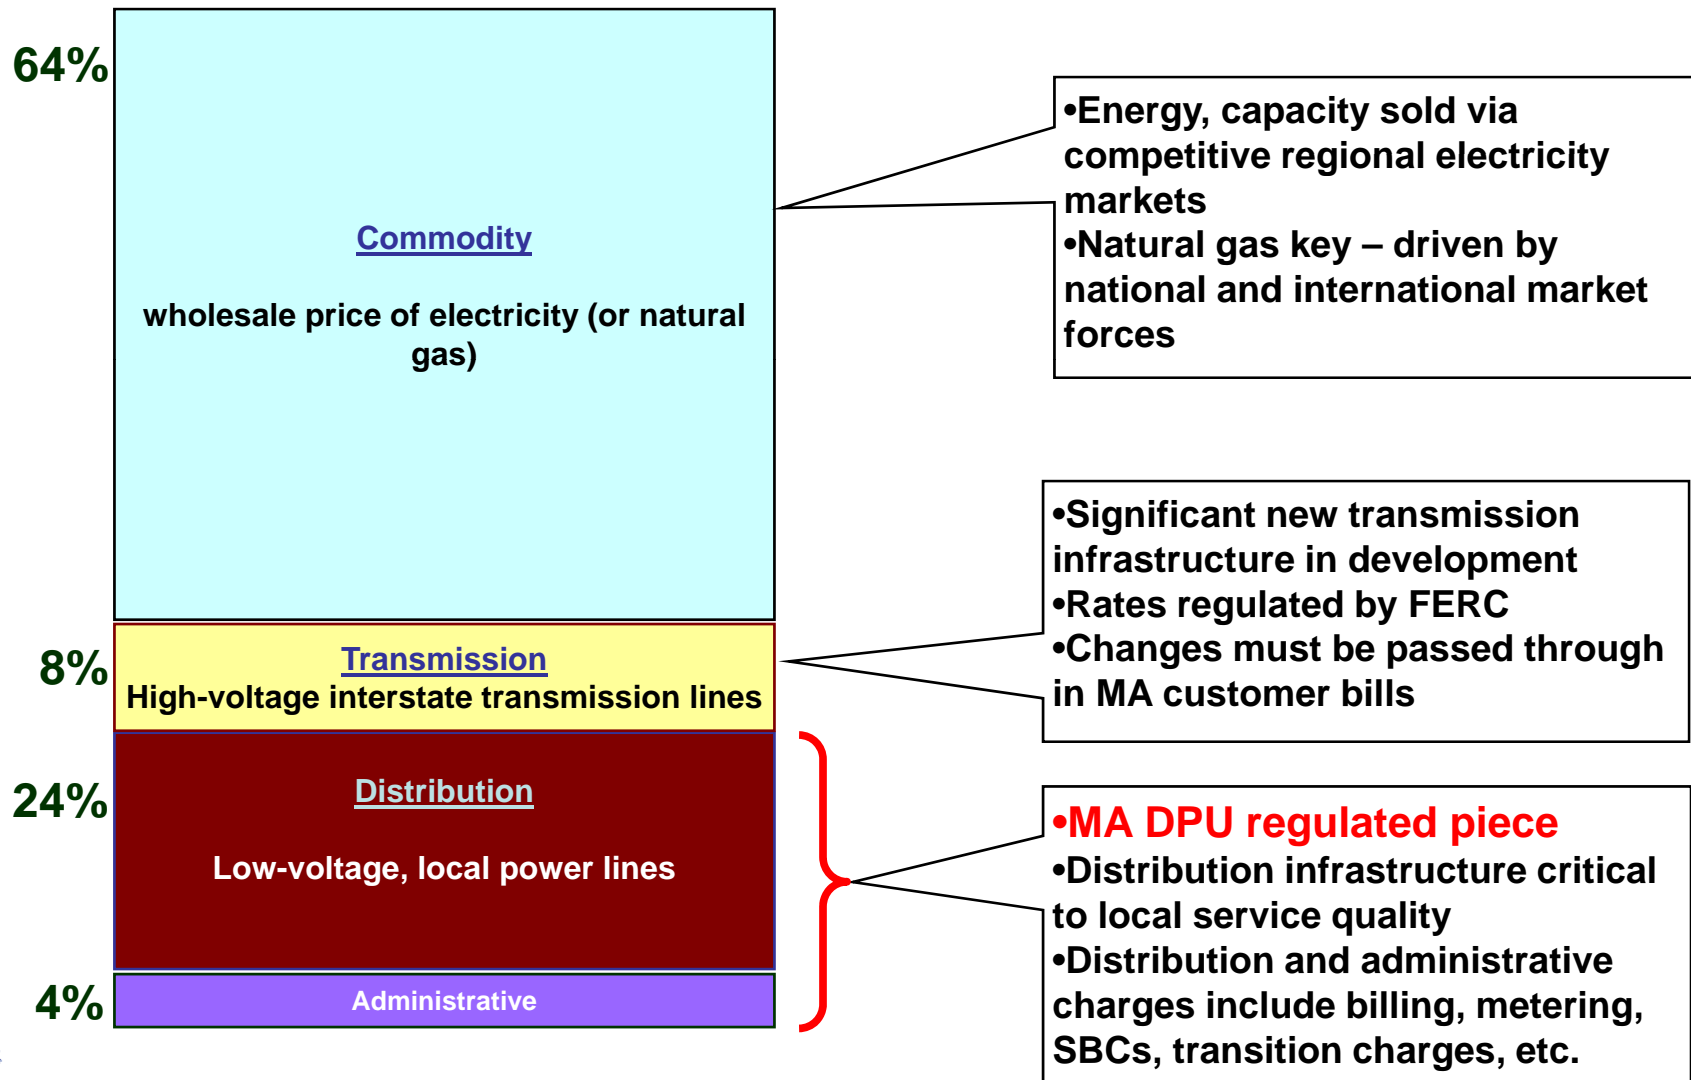 64%
Commodity
wholesale price of electricity (or natural
gas)
•Energy, capacity sold via
competitive regional electricity
markets
•Natural gas key – driven by
national and international market
forces
8%
Transmission
High-voltage interstate transmission lines
•Significant new transmission
infrastructure in development
•Rates regulated by FERC
•Changes must be passed through
in MA customer bills
24%
Distribution
Low-voltage, local power lines
4%
Administrative
•MA DPU regulated piece
•Distribution infrastructure critical
to local service quality
•Distribution and administrative
charges include billing, metering,
SBCs, transition charges, etc.